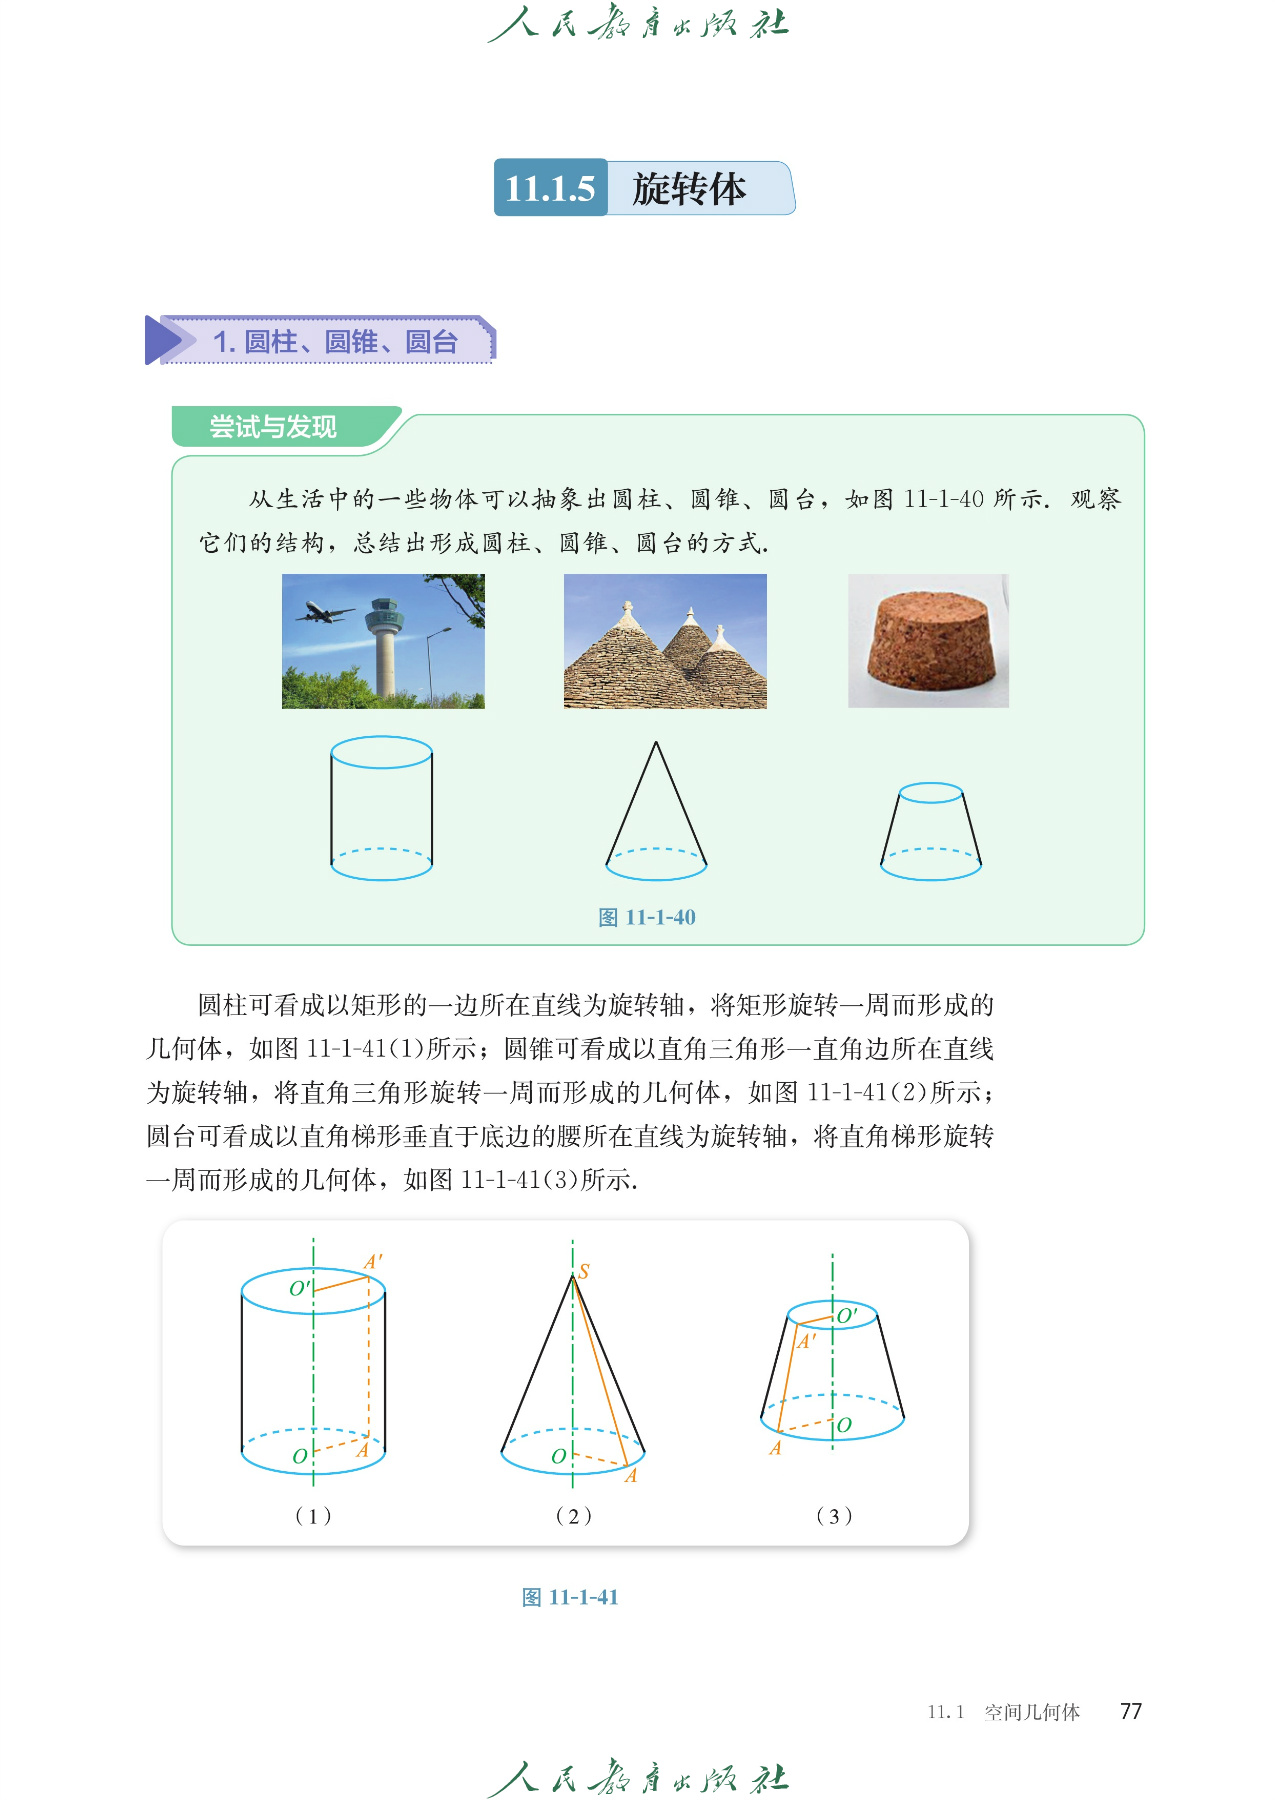 人民教育出版社
11.1.5 旋转体
1. 圆柱、圆锥、圆台
尝试与发现
从生活中的一些物体可以抽象出圆柱、圆锥、圆台，如图 11-1-40 所示．观察
它们的结构，总结出形成圆柱、圆锥、圆台的方式．
图 11-1-40
圆柱可看成以矩形的一边所在直线为旋转轴，将矩形旋转一周而形成的
几何体，如图 11-1-41(1)所示；圆锥可看成以直角三角形一直角边所在直线
为旋转轴，将直角三角形旋转一周而形成的几何体，如图 11-1-41(2)所示；
圆台可看成以直角梯形垂直于底边的腰所在直线为旋转轴，将直角梯形旋转
一周而形成的几何体，如图 11-1-41(3)所示．
A′
O′
O
A
（1）
S
O
A
（2）
O′
A′
O
A
（3）
图 11-1-41
11.1 空间几何体 77
人民教育出版社